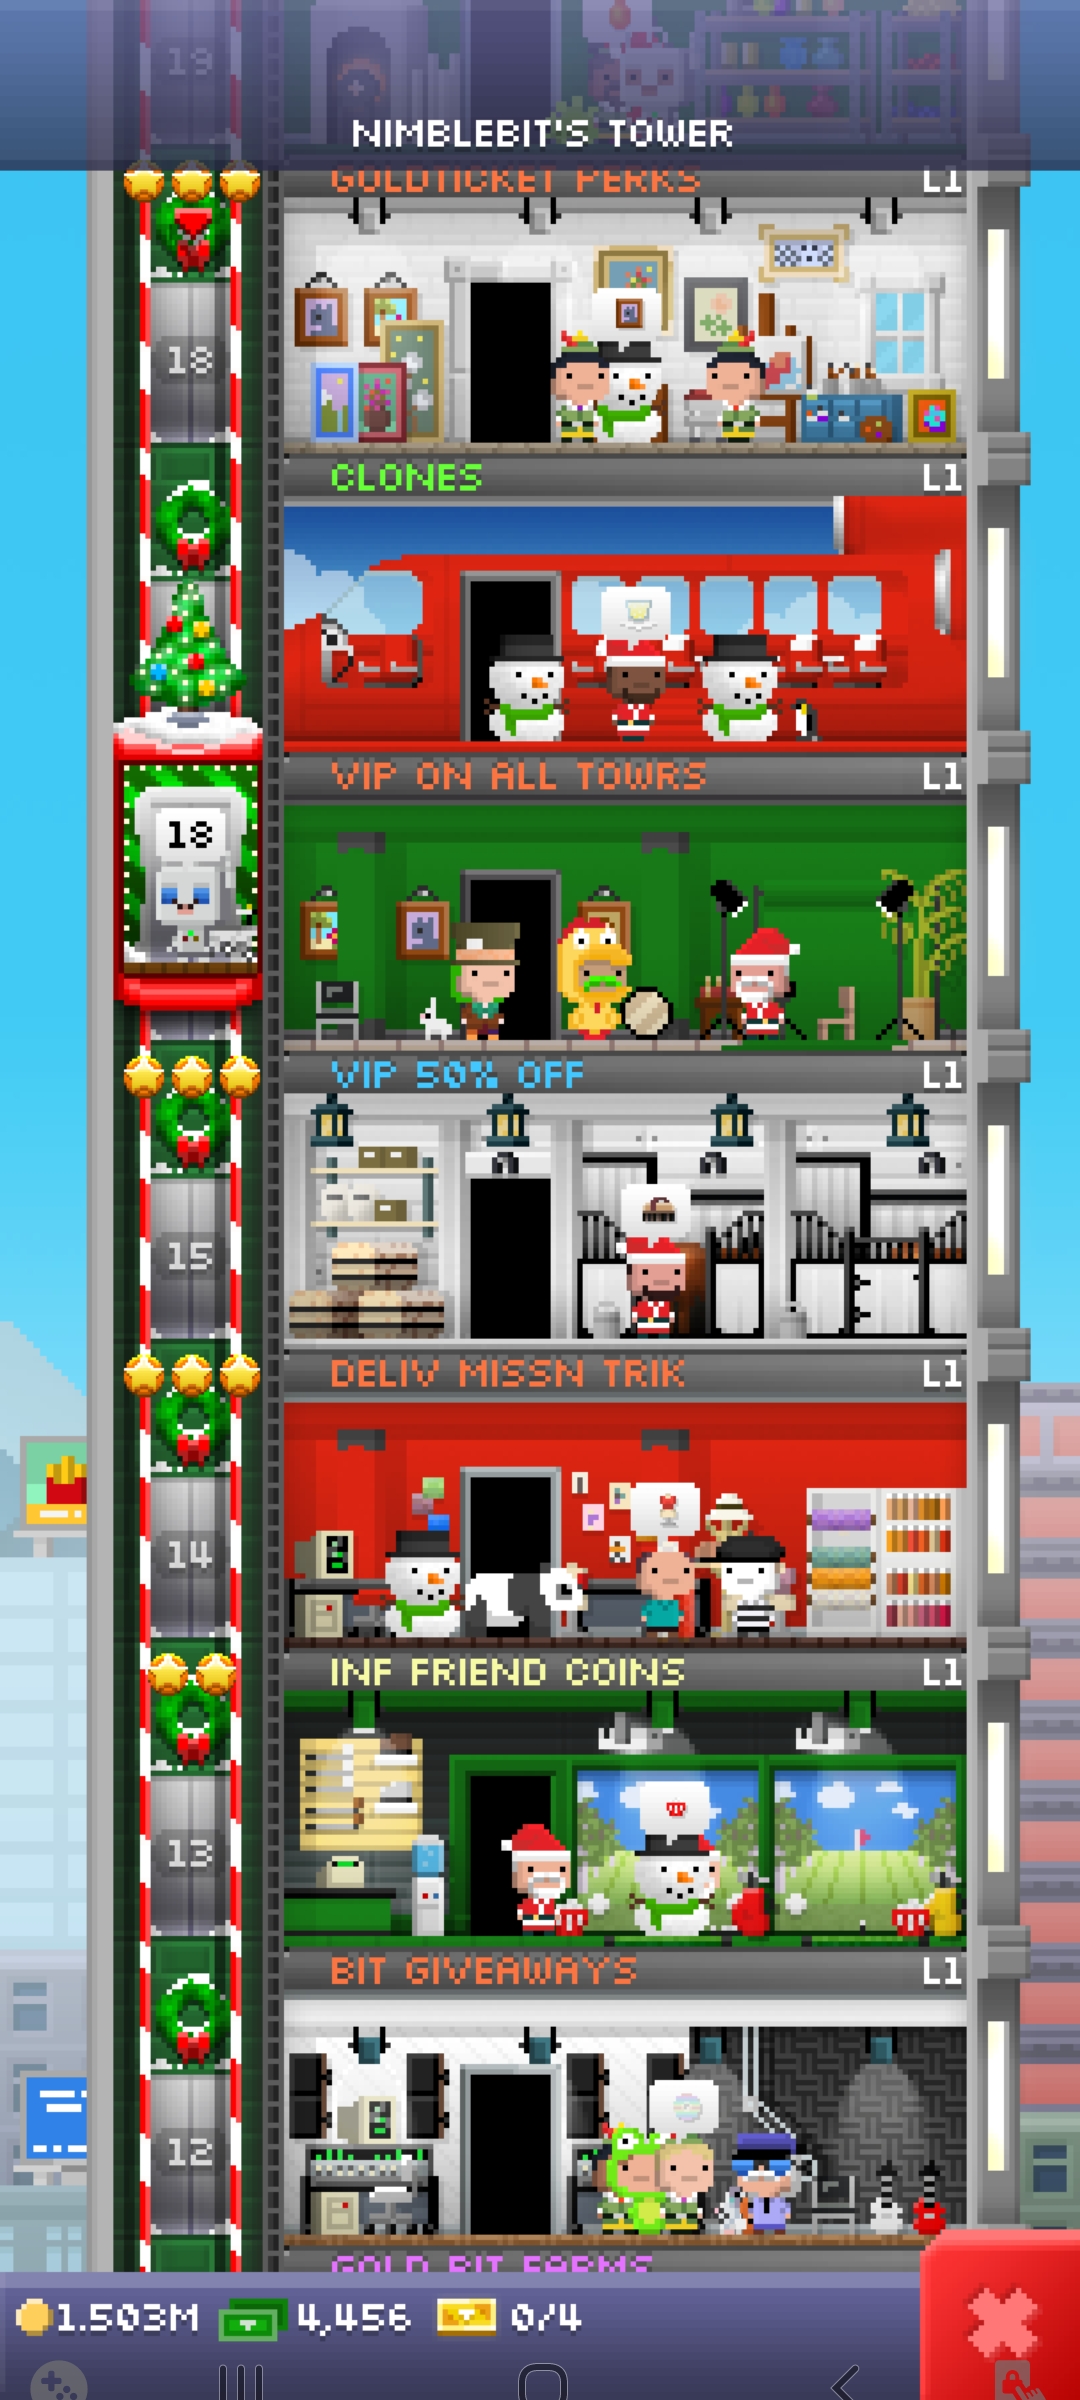 19
NIMBLEBIT'S TOWER
GOLDTICKET PERKS L1
18
CLONES L1
VIP ON ALL TOWRS L1
18
VIP 50% OFF L1
15
DELIV MISSN TRIK L1
14
INF FRIEND COINS L1
13
BIT GIVEAWAYS L1
12
GOLD BIT FARMS
1.503M 4,456 0/4